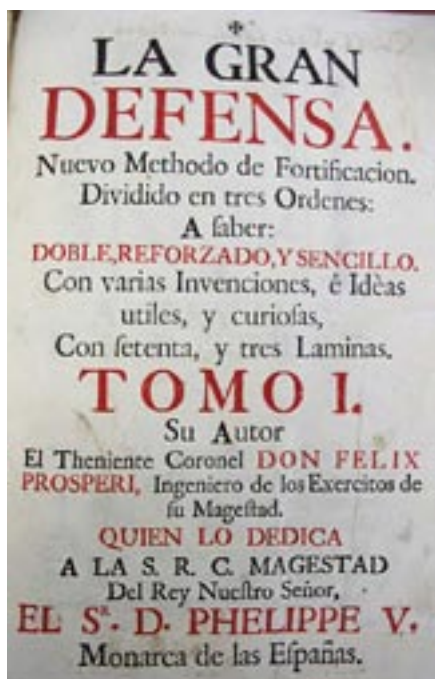 LA GRAN
DEFENSA.
Nuevo Methodo de Fortificacion.
Dividido en tres Ordenes:
A ſaber:
DOBLE, REFORZADO, Y SENCILLO.
Con varias Invenciones, ê Idèas
utiles, y curioſas,
Con ſetenta, y tres Laminas.
TOMO I.
Su Autor
El Theniente Coronel DON FELIX
PROSPERI, Ingeniero de los Exercitos de
ſu Mageſtad.
QUIEN LO DEDICA
A LA S. R. C. MAGESTAD
Del Rey Nueſtro Señor,
EL Sᴿ. D. PHELIPPE V.
Monarca de las Eſpañas.